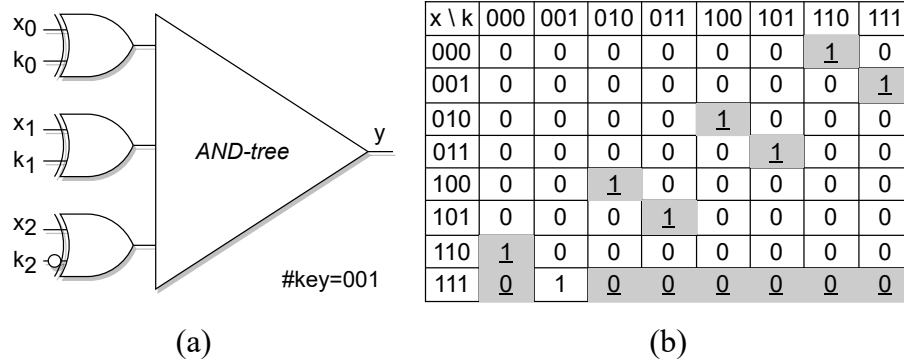 x0
k0
x1
k1
x2
k2
AND-tree
y
#key=001
(a)
x \ k 000 001 010 011 100 101 110 111
000 0 0 0 0 0 0 1 0
001 0 0 0 0 0 0 0 1
010 0 0 0 0 1 0 0 0
011 0 0 0 0 0 1 0 0
100 0 0 1 0 0 0 0 0
101 0 0 0 1 0 0 0 0
110 1 0 0 0 0 0 0 0
111 0 1 0 0 0 0 0 0
(b)